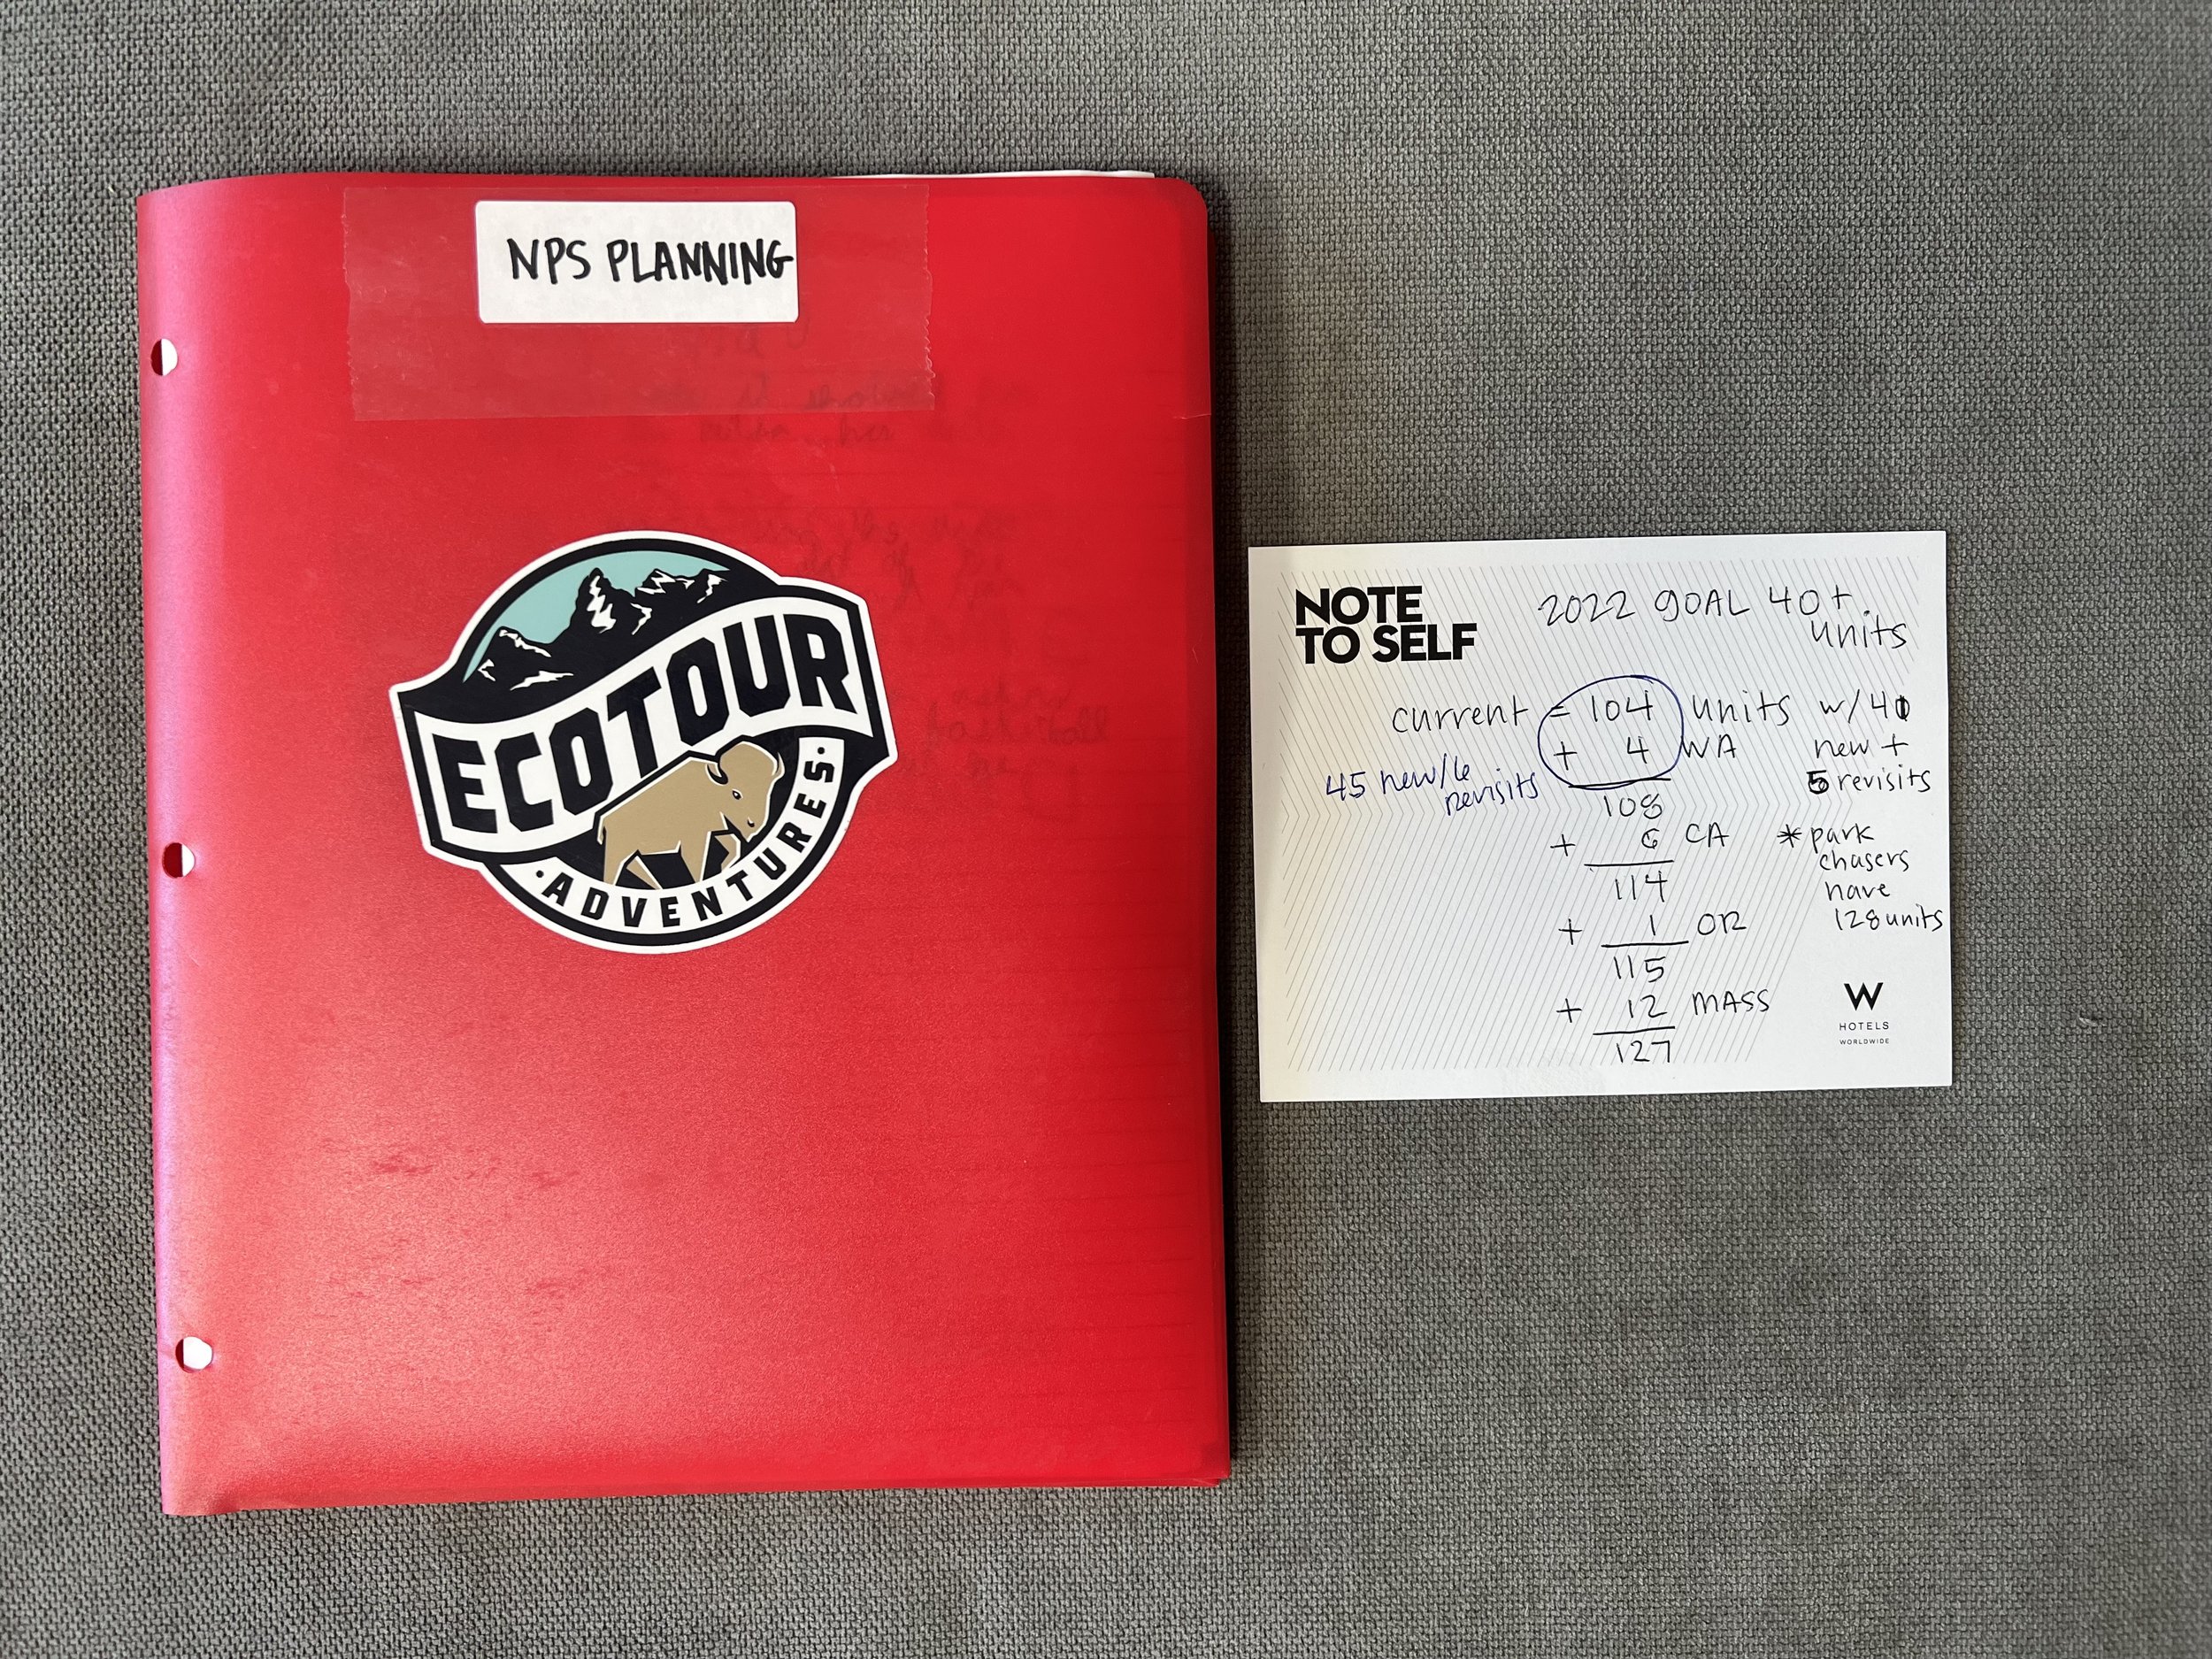 NPS PLANNING
ECOTOUR
·ADVENTURES·
NOTE
TO SELF
2022 GOAL 40+
units
current = 104 units w/41
+ 4 WA new +
45 new/6
revisits
5 revisits
108
+ 6 CA
* park
chasers
114
have
128 units
+ 1 OR
115
+ 12 MASS
127
W
HOTELS
WORLDWIDE